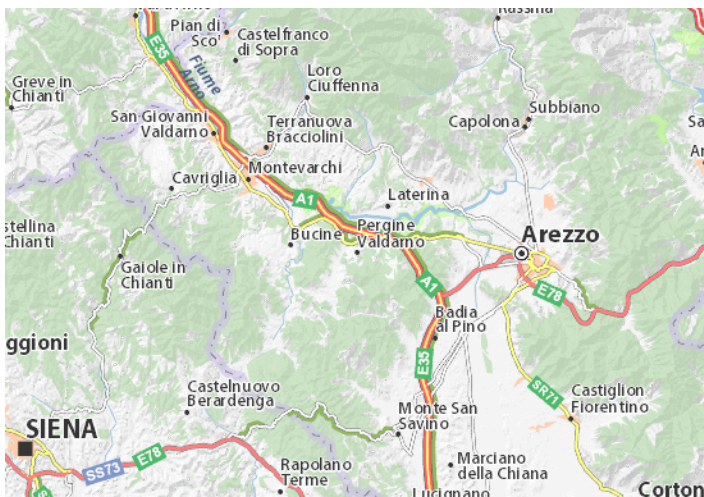 Pian di
Sco'
Castelfranco
di Sopra
E35
Fiume
Arno
Greve in
Chianti
Loro
Ciuffenna
San Giovanni
Valdarno
Terranuova
Bracciolini
Capolona
Subbiano
Cavriglia
Montevarchi
A1
Laterina
Bucine
Pergine
Valdarno
Arezzo
Gaiole in
Chianti
A1
E78
Badia
al Pino
E35
ggioni
Castelnuovo
Berardenga
SR71
Castiglion
Fiorentino
SIENA
Monte San
Savino
SS73
E78
Rapolano
Terme
Marciano
della Chiana
Lucignano
Corton
stellina
Chianti
Rassina